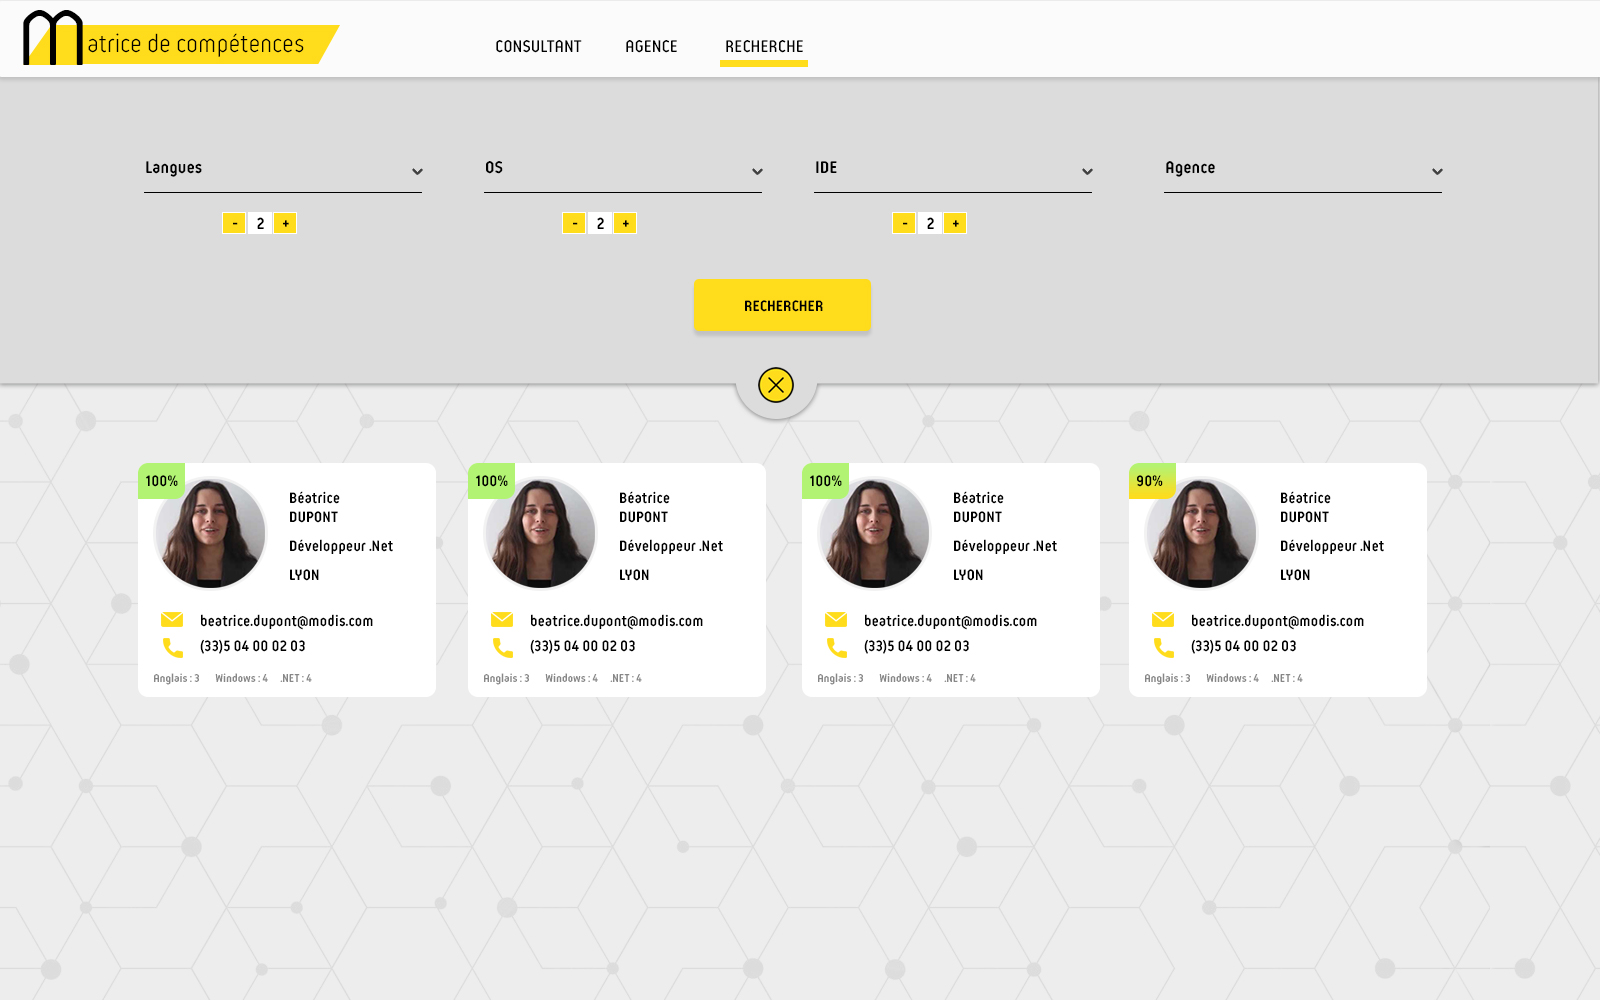 Matrice de compétences
CONSULTANT AGENCE RECHERCHE
Langues OS IDE Agence
- 2 + - 2 + - 2 +
RECHERCHER
100%
Béatrice
DUPONT
Développeur .Net
LYON
beatrice.dupont@modis.com
(33)5 04 00 02 03
Anglais : 3 Windows : 4 .NET : 4
100%
Béatrice
DUPONT
Développeur .Net
LYON
beatrice.dupont@modis.com
(33)5 04 00 02 03
Anglais : 3 Windows : 4 .NET : 4
100%
Béatrice
DUPONT
Développeur .Net
LYON
beatrice.dupont@modis.com
(33)5 04 00 02 03
Anglais : 3 Windows : 4 .NET : 4
90%
Béatrice
DUPONT
Développeur .Net
LYON
beatrice.dupont@modis.com
(33)5 04 00 02 03
Anglais : 3 Windows : 4 .NET : 4